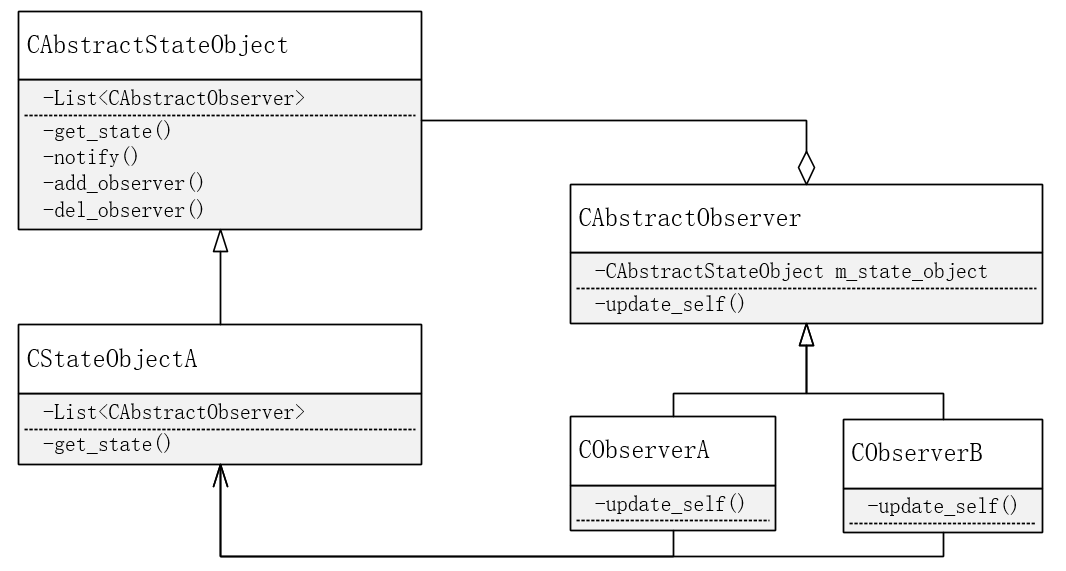 CAbstractStateObject
-List<CAbstractObserver>
-get_state()
-notify()
-add_observer()
-del_observer()
CAbstractObserver
-CAbstractStateObject m_state_object
-update_self()
CStateObjectA
-List<CAbstractObserver>
-get_state()
CObserverA
-update_self()
CObserverB
-update_self()